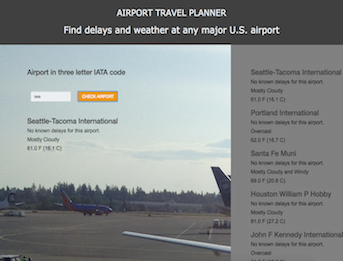 AIRPORT TRAVEL PLANNER
Find delays and weather at any major U.S. airport
Airport in three letter IATA code
CHECK AIRPORT
Seattle-Tacoma International
No known delays for this airport.
Mostly Cloudy
61.0 F (16.1 C)
Seattle-Tacoma International
No known delays for this airport.
Mostly Cloudy
61.0 F (16.1 C)
Portland International
No known delays for this airport.
Overcast
62.0 F (16.7 C)
Santa Fe Muni
No known delays for this airport.
Mostly Cloudy and Windy
69.0 F (20.6 C)
Houston William P Hobby
No known delays for this airport.
Mostly Cloudy
81.0 F (27.2 C)
John F Kennedy International
No known delays for this airport.
Overcast